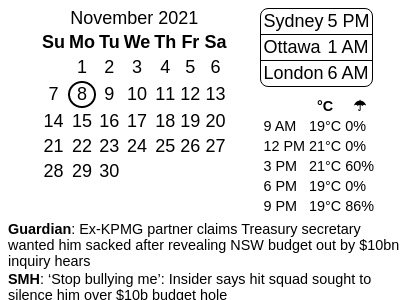 November 2021
Su Mo Tu We Th Fr Sa
1 2 3 4 5 6
7 8 9 10 11 12 13
14 15 16 17 18 19 20
21 22 23 24 25 26 27
28 29 30
Sydney 5 PM
Ottawa 1 AM
London 6 AM
°C ☂
9 AM 19°C 0%
12 PM 21°C 0%
3 PM 21°C 60%
6 PM 19°C 0%
9 PM 19°C 86%
Guardian: Ex-KPMG partner claims Treasury secretary
wanted him sacked after revealing NSW budget out by $10bn
inquiry hears
SMH: ‘Stop bullying me’: Insider says hit squad sought to
silence him over $10b budget hole